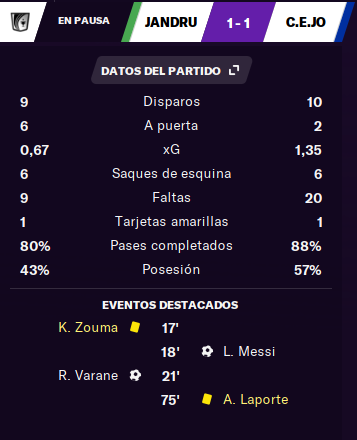 EN PAUSA JANDRU 1 - 1 C.E.JO
DATOS DEL PARTIDO
9 Disparos 10
6 A puerta 2
0,67 xG 1,35
6 Saques de esquina 6
9 Faltas 20
1 Tarjetas amarillas 1
80% Pases completados 88%
43% Posesión 57%
EVENTOS DESTACADOS
K. Zouma 17'
18' L. Messi
R. Varane 21'
75' A. Laporte